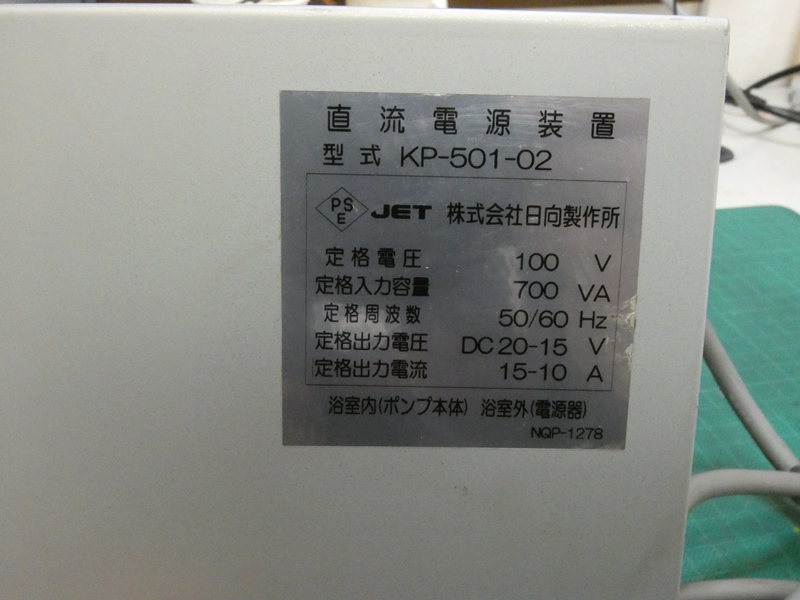 直流電源装置
型式 KP-501-02
PSE JET 株式会社日向製作所
定格電圧 100 V
定格入力容量 700 VA
定格周波数 50/60 Hz
定格出力電圧 DC20-15 V
定格出力電流 15-10 A
浴室内(ポンプ本体) 浴室外(電源器)
NQP-1278